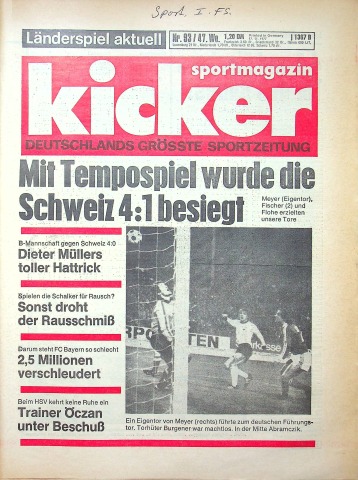 Sport, I. FS.
Länderspiel aktuell
Nr. 93/47. Wo.
1,20 DM
J 1367 B
sportmagazin
kicker
DEUTSCHLANDS GRÖSSTE SPORTZEITUNG
Mit Tempospiel wurde die
Schweiz 4:1 besiegt
Meyer (Eigentor),
Fischer (2) und
Flohe erzielten
unsere Tore
B-Mannschaft gegen Schweiz 4:0
Dieter Müllers
toller Hattrick
Spielen die Schalker für Rausch?
Sonst droht
der Rausschmiß
Darum steht FC Bayern so schlecht
2,5 Millionen
verschleudert
Beim HSV kehrt keine Ruhe ein
Trainer Öczan
unter Beschuß
Ein Eigentor von Meyer (rechts) führte zum deutschen Führungs-
tor, Torhüter Burgener war machtlos. In der Mitte Abramczik.